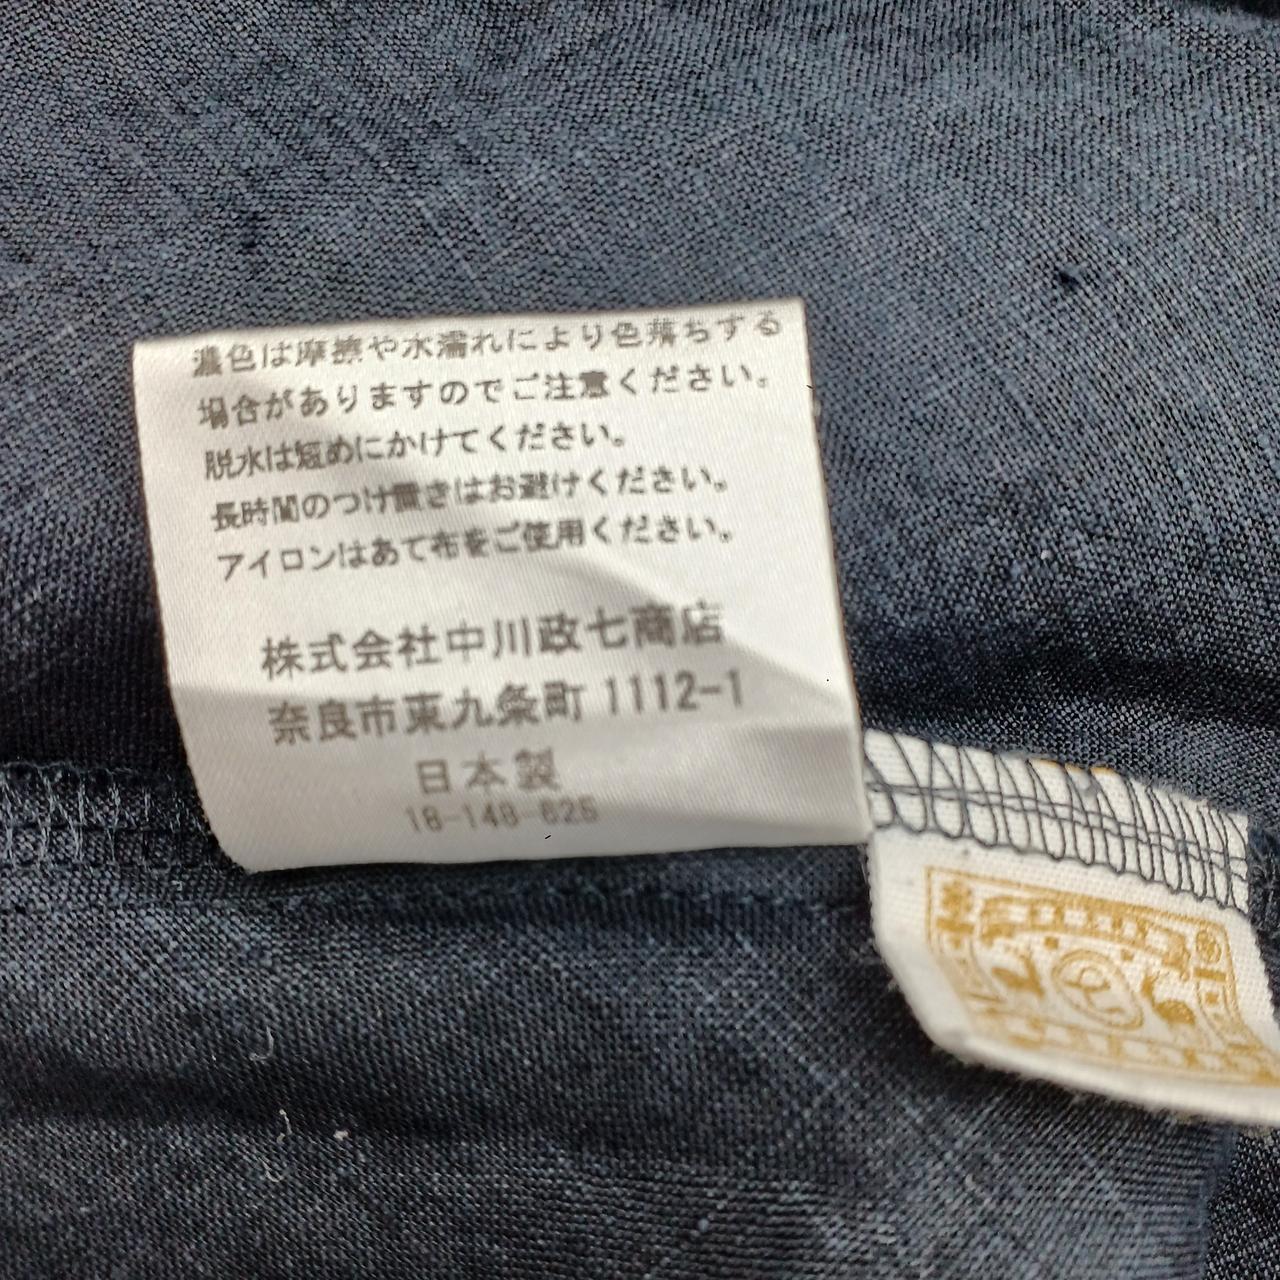 濃色は摩擦や水濡れにより色落ちする
場合がありますのでご注意ください。
脱水は短めにかけてください。
長時間のつけ置きはお避けください。
アイロンはあて布をご使用ください。
株式会社中川政七商店
奈良市東九条町 1112-1
日本製